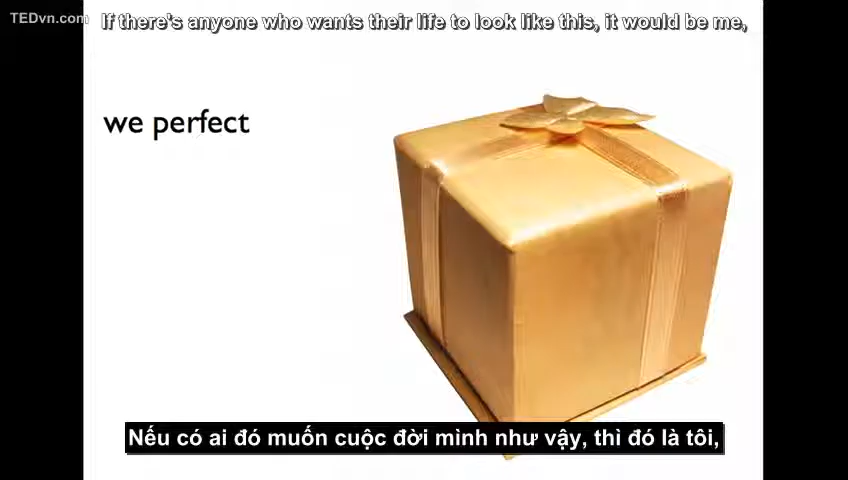 TEDvn.com
If there's anyone who wants their life to look like this, it would be me,
we perfect
Nếu có ai đó muốn cuộc đời mình như vậy, thì đó là tôi,